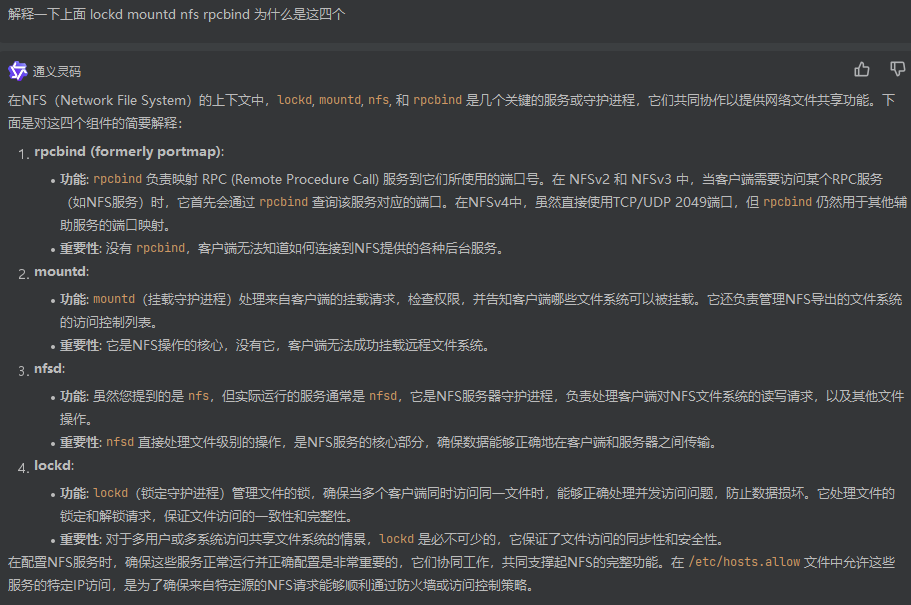 解释一下上面 lockd mountd nfs rpcbind 为什么是这四个
通义灵码
在NFS（Network File System）的上下文中，lockd, mountd, nfs, 和 rpcbind 是几个关键的服务或守护进程，它们共同协作以提供网络文件共享功能。下
面是对这四个组件的简要解释：
1. rpcbind (formerly portmap):
• 功能: rpcbind 负责映射 RPC (Remote Procedure Call) 服务到它们所使用的端口号。在 NFSv2 和 NFSv3 中，当客户端需要访问某个RPC服务
（如NFS服务）时，它首先会通过 rpcbind 查询该服务对应的端口。在NFSv4中，虽然直接使用TCP/UDP 2049端口，但 rpcbind 仍然用于其他辅
助服务的端口映射。
• 重要性: 没有 rpcbind，客户端无法知道如何连接到NFS提供的各种后台服务。
2. mountd:
• 功能: mountd（挂载守护进程）处理来自客户端的挂载请求，检查权限，并告知客户端哪些文件系统可以被挂载。它还负责管理NFS导出的文件系统
的访问控制列表。
• 重要性: 它是NFS操作的核心，没有它，客户端无法成功挂载远程文件系统。
3. nfsd:
• 功能: 虽然您提到的是 nfs，但实际运行的服务通常是 nfsd，它是NFS服务器守护进程，负责处理客户端对NFS文件系统的读写请求，以及其他文件
操作。
• 重要性: nfsd 直接处理文件级别的操作，是NFS服务的核心部分，确保数据能够正确地在客户端和服务器之间传输。
4. lockd:
• 功能: lockd（锁定守护进程）管理文件的锁，确保当多个客户端同时访问同一文件时，能够正确处理并发访问问题，防止数据损坏。它处理文件的
锁定和解锁请求，保证文件访问的一致性和完整性。
• 重要性: 对于多用户或多系统访问共享文件系统的情景，lockd 是必不可少的，它保证了文件访问的同步性和安全性。
在配置NFS服务时，确保这些服务正常运行并正确配置是非常重要的，它们协同工作，共同支撑起NFS的完整功能。在 /etc/hosts.allow 文件中允许这些
服务的特定IP访问，是为了确保来自特定源的NFS请求能够顺利通过防火墙或访问控制策略。